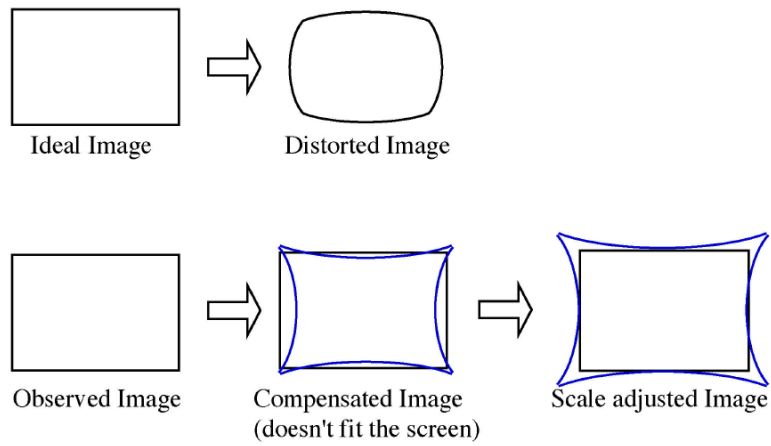 Ideal Image
Distorted Image
Observed Image
Compensated Image
(doesn't fit the screen)
Scale adjusted Image